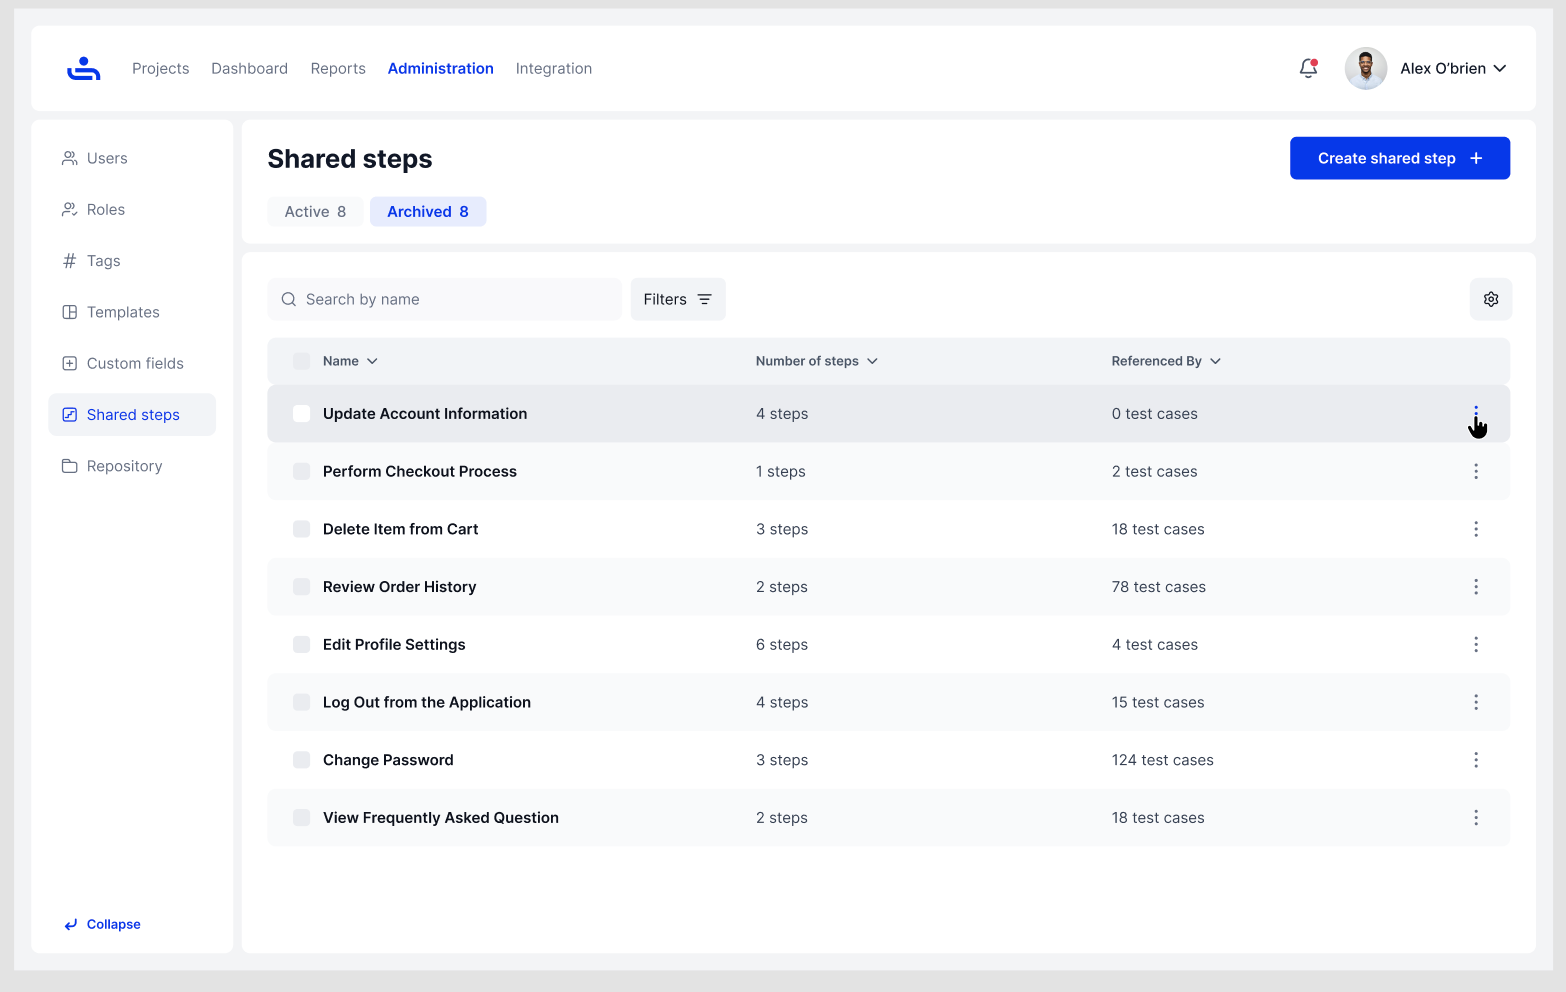 Projects Dashboard Reports Administration Integration Alex O’brien
Users
Roles
Tags
Templates
Custom fields
Shared steps
Repository
Collapse
Shared steps
Create shared step +
Active 8 Archived 8
Search by name Filters
Name Number of steps Referenced By
Update Account Information 4 steps 0 test cases
Perform Checkout Process 1 steps 2 test cases
Delete Item from Cart 3 steps 18 test cases
Review Order History 2 steps 78 test cases
Edit Profile Settings 6 steps 4 test cases
Log Out from the Application 4 steps 15 test cases
Change Password 3 steps 124 test cases
View Frequently Asked Question 2 steps 18 test cases